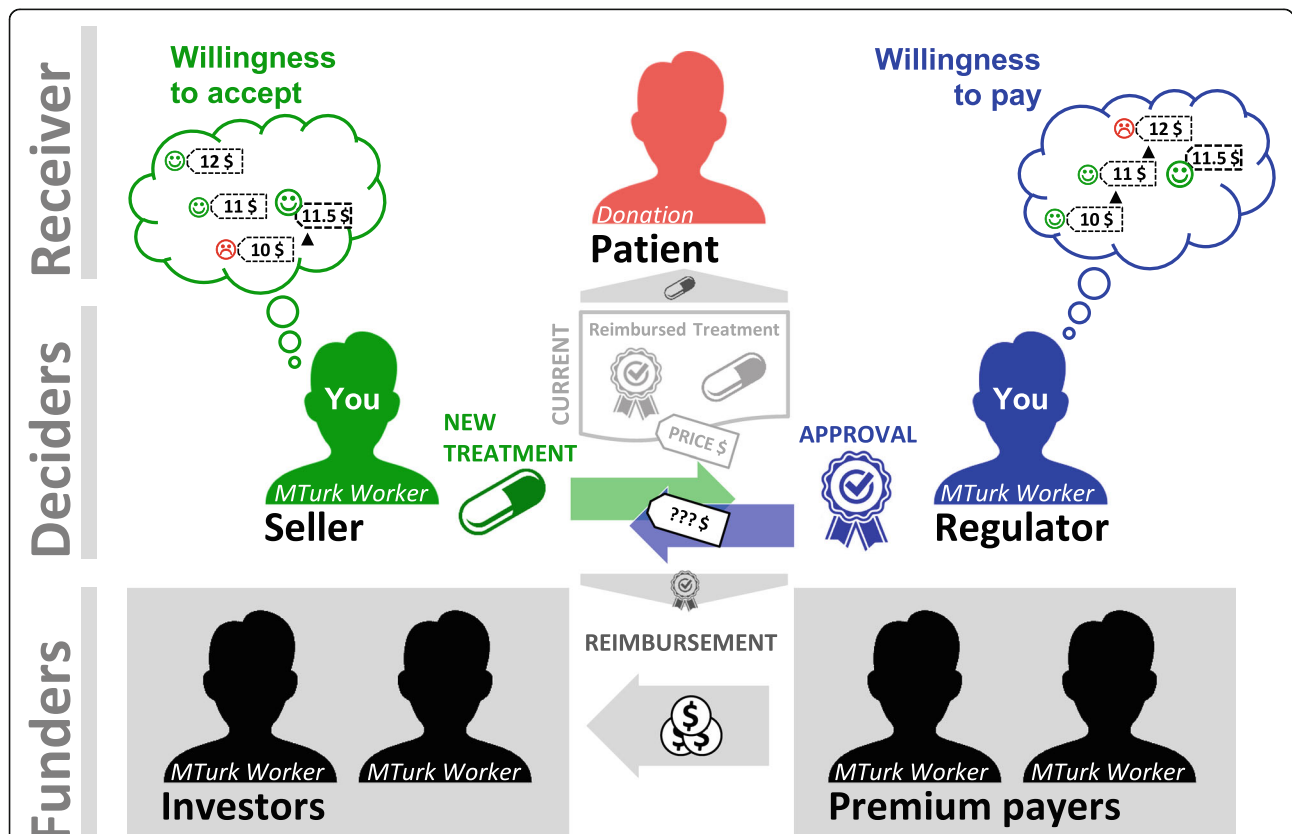 Receiver
Willingness
to accept
12 $
11 $
11.5 $
10 $
Donation
Patient
Willingness
to pay
12 $
11.5 $
11 $
10 $
Deciders
You
MTurk Worker
Seller
NEW
TREATMENT
CURRENT
Reimbursed Treatment
PRICE $
??? $
APPROVAL
You
MTurk Worker
Regulator
Funders
MTurk Worker
MTurk Worker
Investors
REIMBURSEMENT
$
$
$
MTurk Worker
MTurk Worker
Premium payers